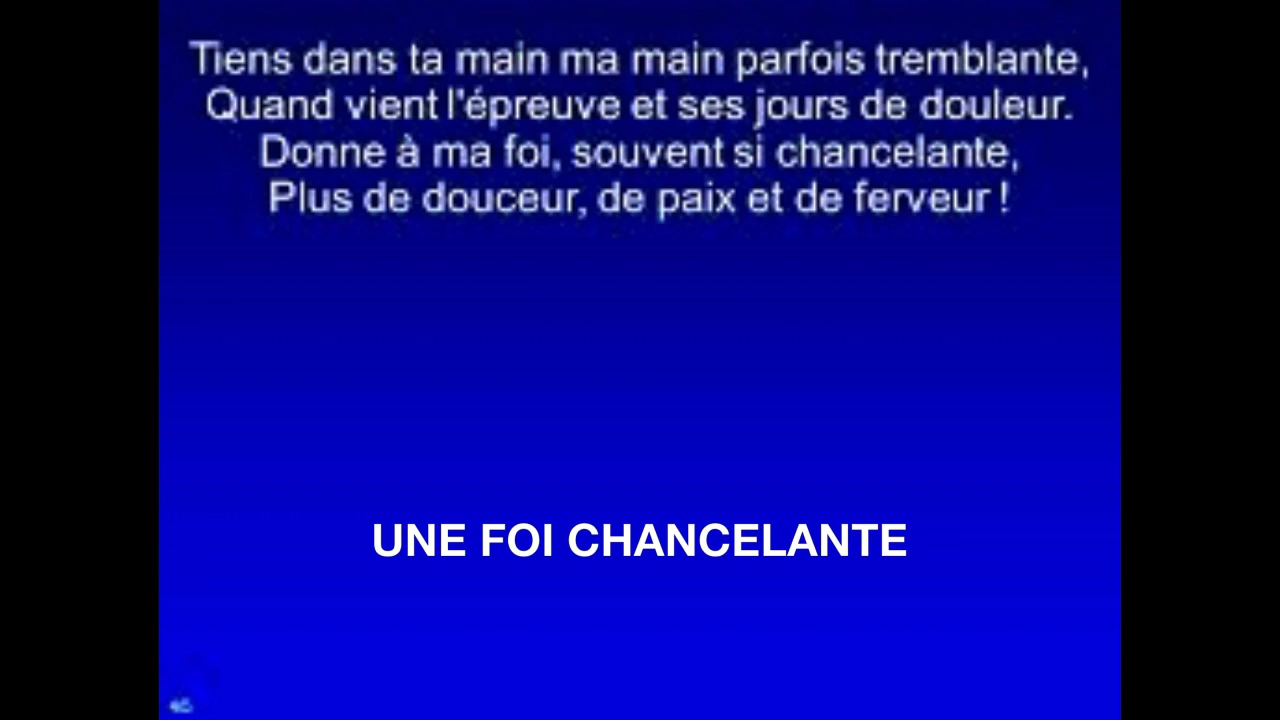 Tiens dans ta main ma main parfois tremblante,
Quand vient l'épreuve et ses jours de douleur.
Donne à ma foi, souvent si chancelante,
Plus de douceur, de paix et de ferveur !
UNE FOI CHANCELANTE